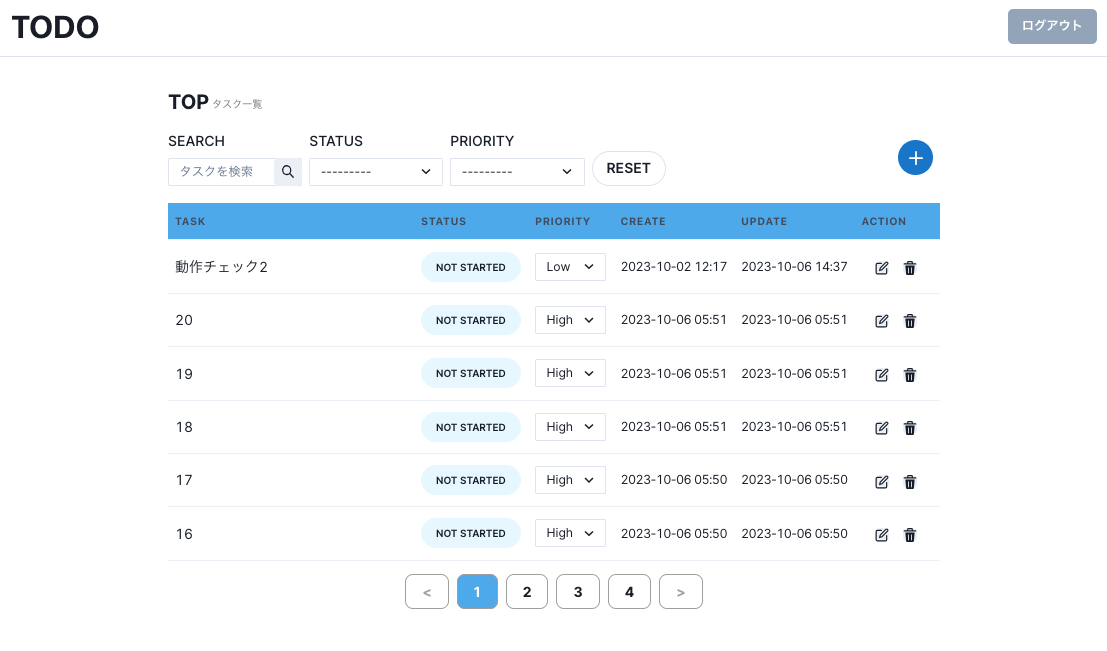 TODO ログアウト
TOP タスク一覧
SEARCH STATUS PRIORITY
タスクを検索 --------- --------- RESET
TASK STATUS PRIORITY CREATE UPDATE ACTION
動作チェック2 NOT STARTED Low 2023-10-02 12:17 2023-10-06 14:37
20 NOT STARTED High 2023-10-06 05:51 2023-10-06 05:51
19 NOT STARTED High 2023-10-06 05:51 2023-10-06 05:51
18 NOT STARTED High 2023-10-06 05:51 2023-10-06 05:51
17 NOT STARTED High 2023-10-06 05:50 2023-10-06 05:50
16 NOT STARTED High 2023-10-06 05:50 2023-10-06 05:50
< 1 2 3 4 >